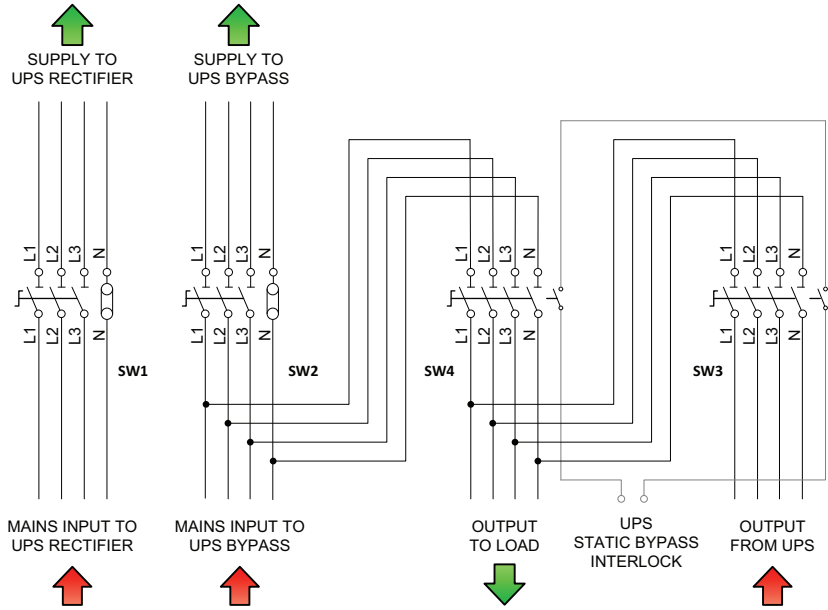 SUPPLY TO
UPS RECTIFIER
SUPPLY TO
UPS BYPASS
L1 L2 L3 N
L1 L2 L3 N
L1 L2 L3 N
L1 L2 L3 N
L1 L2 L3 N
L1 L2 L3 N
L1 L2 L3 N
L1 L2 L3 N
SW1
SW2
SW4
SW3
MAINS INPUT TO
UPS RECTIFIER
MAINS INPUT TO
UPS BYPASS
OUTPUT
TO LOAD
UPS
STATIC BYPASS
INTERLOCK
OUTPUT
FROM UPS